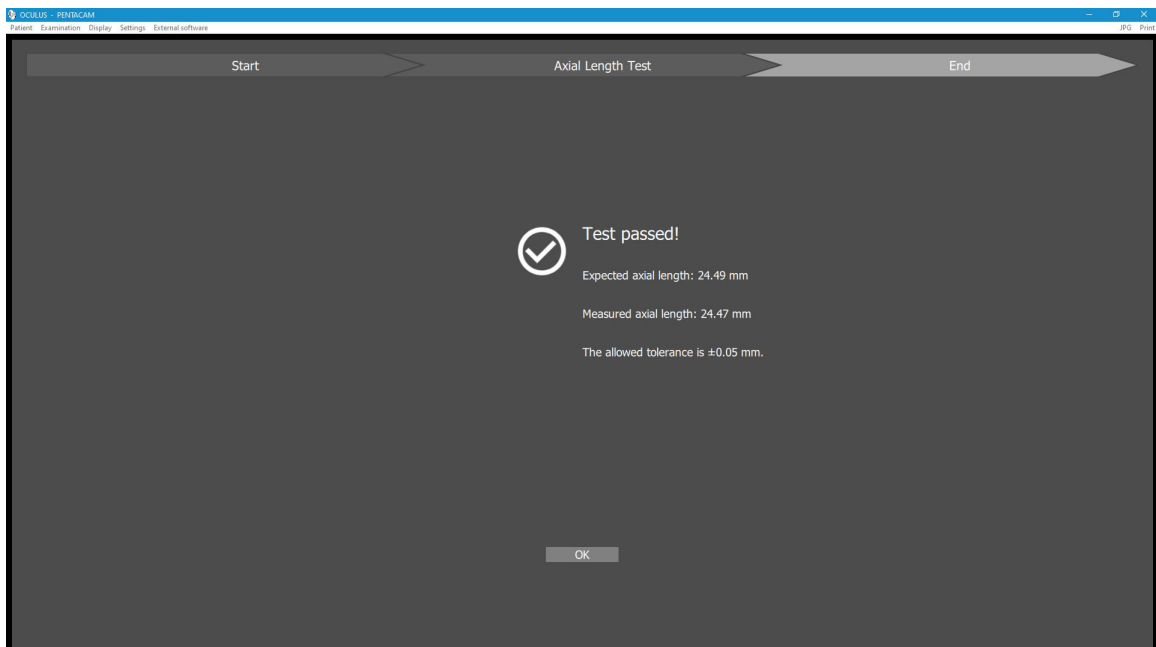 OCULUS - PENTACAM
Patient Examination Display Settings External software JPG Print
Start Axial Length Test End
Test passed!
Expected axial length: 24.49 mm
Measured axial length: 24.47 mm
The allowed tolerance is ±0.05 mm.
OK